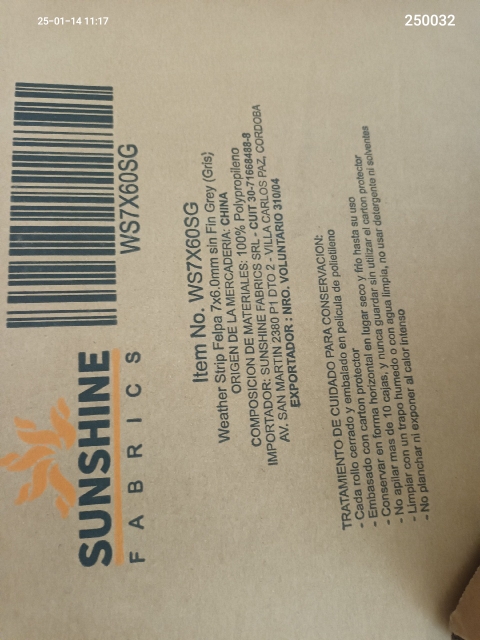 25-01-14 11:17
250032
SUNSHINE
FABRICS
WS7X60SG
Item No. WS7X60SG
Weather Strip Felpa 7x6.0mm sin Fin Grey (Gris)
ORIGEN DE LA MERCADERIA: CHINA
COMPOSICION DE MATERIALES: 100% Polypropileno
IMPORTADOR: SUNSHINE FABRICS SRL - CUIT 30-71668488-8
AV. SAN MARTIN 2380 P1 DTO 2 - VILLA CARLOS PAZ, CORDOBA
EXPORTADOR : NRO. VOLUNTARIO 310/04
TRATAMIENTO DE CUIDADO PARA CONSERVACION:
- Cada rollo cerrado y embalado en pelicula de polietileno
- Embasado con carton protector
- Conservar en forma horizontal en lugar seco y frio hasta su uso
- No apilar mas de 10 cajas, y nunca guardar sin utilizar el carton protector
- Limpiar con un trapo humedo o con agua limpia, no usar detergente ni solventes
- No planchar ni exponer al calor intenso